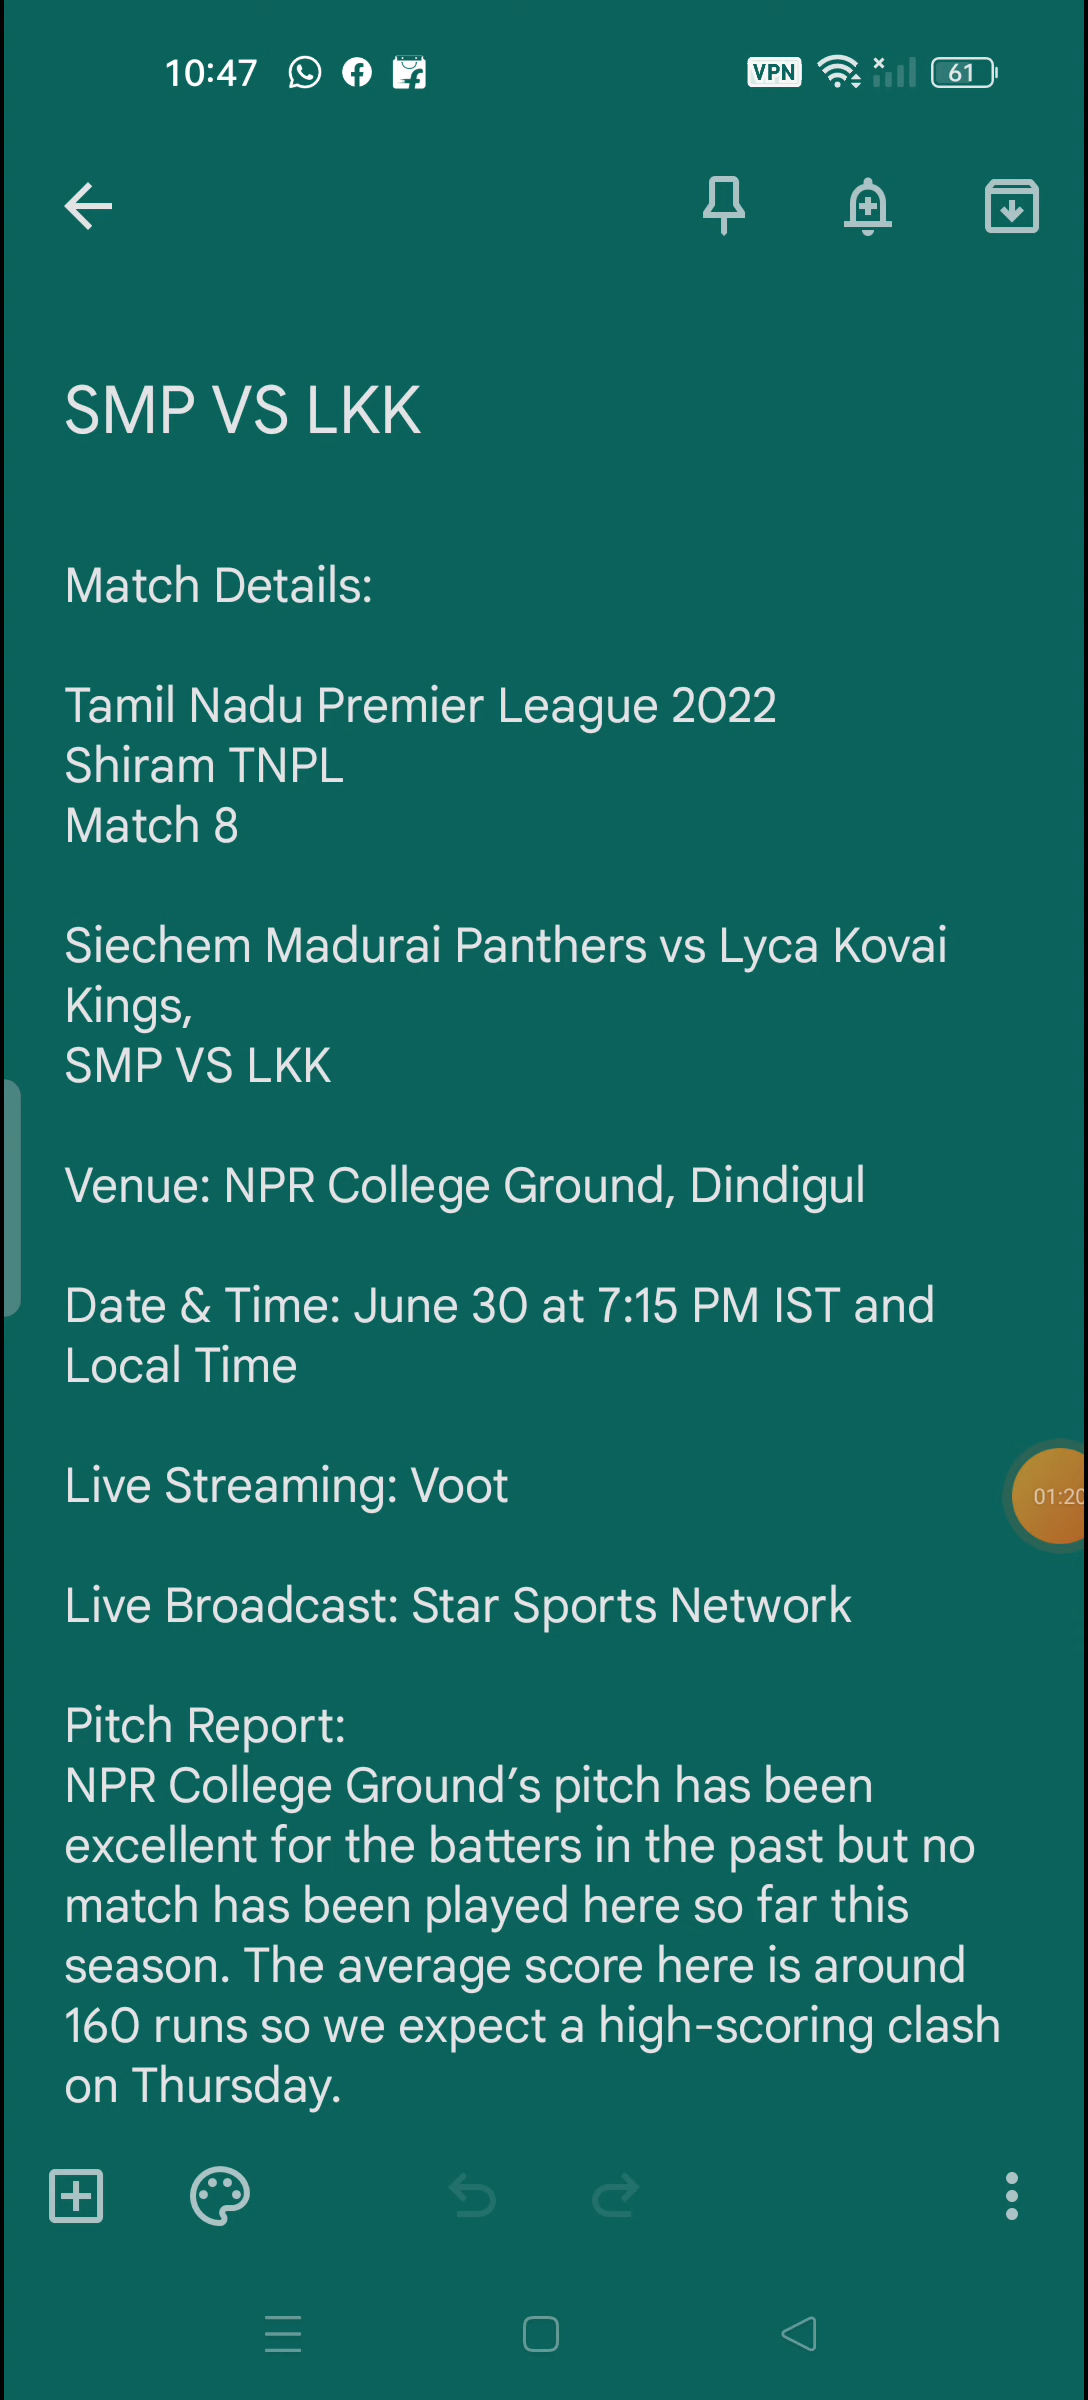 10:47
VPN
61
SMP VS LKK
Match Details:
Tamil Nadu Premier League 2022
Shiram TNPL
Match 8
Siechem Madurai Panthers vs Lyca Kovai
Kings,
SMP VS LKK
Venue: NPR College Ground, Dindigul
Date & Time: June 30 at 7:15 PM IST and
Local Time
Live Streaming: Voot
01:20
Live Broadcast: Star Sports Network
Pitch Report:
NPR College Ground’s pitch has been
excellent for the batters in the past but no
match has been played here so far this
season. The average score here is around
160 runs so we expect a high-scoring clash
on Thursday.